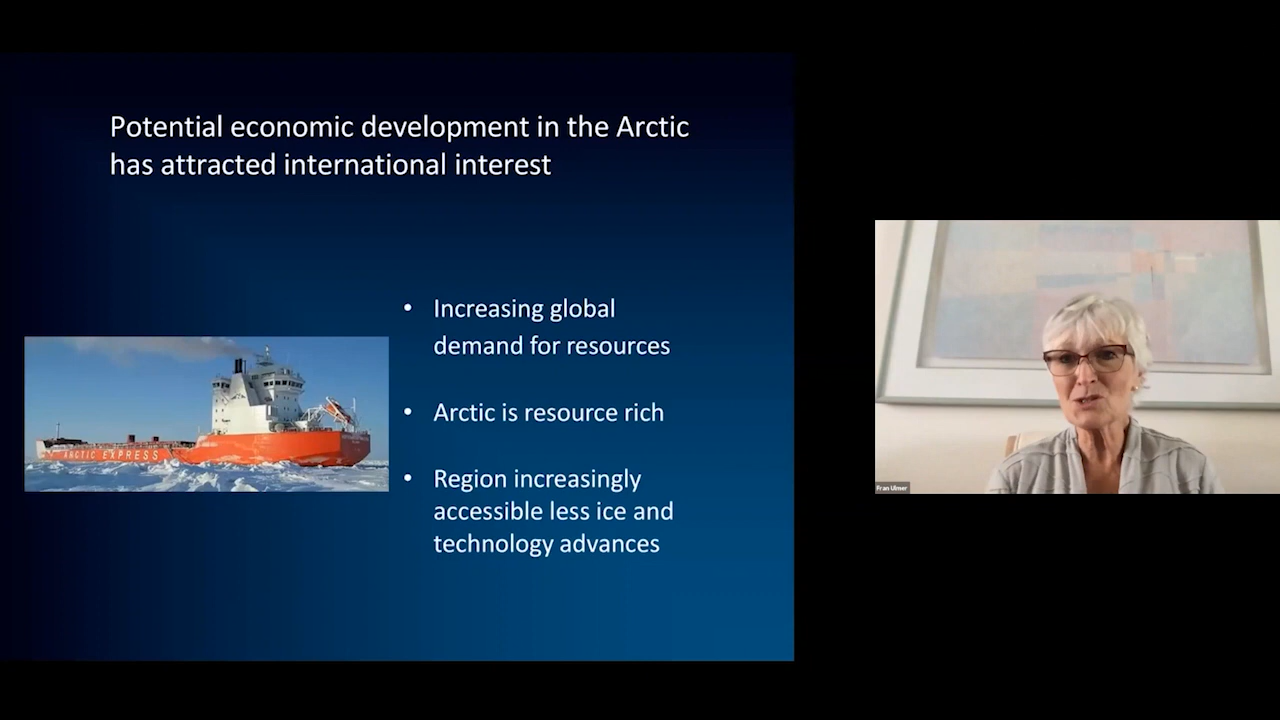 Potential economic development in the Arctic
has attracted international interest
• Increasing global
demand for resources
• Arctic is resource rich
• Region increasingly
accessible less ice and
technology advances
ARCTIC EXPRESS
Fran Ulmer